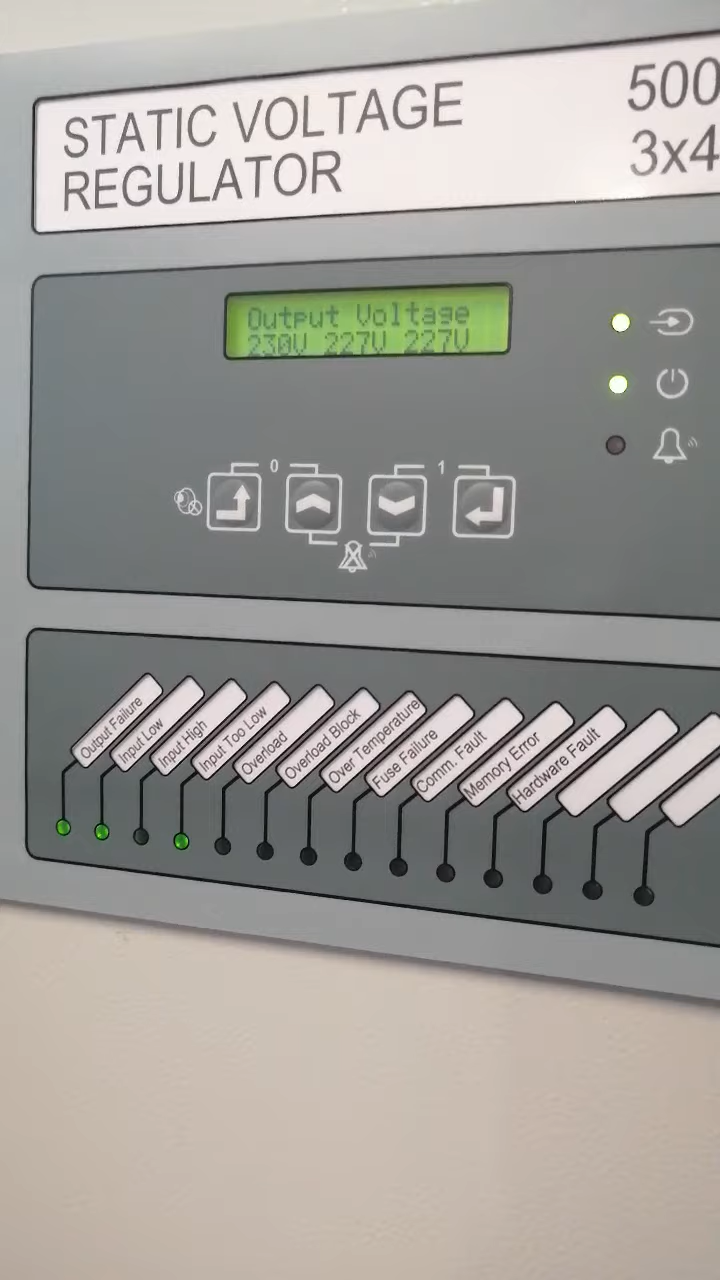 STATIC VOLTAGE
REGULATOR
500
3x4
Output Voltage
230V 227V 227V
0
1
Output Failure
Input Low
Input High
Input Too Low
Overload
Overload Block
Over Temperature
Fuse Failure
Comm. Fault
Memory Error
Hardware Fault